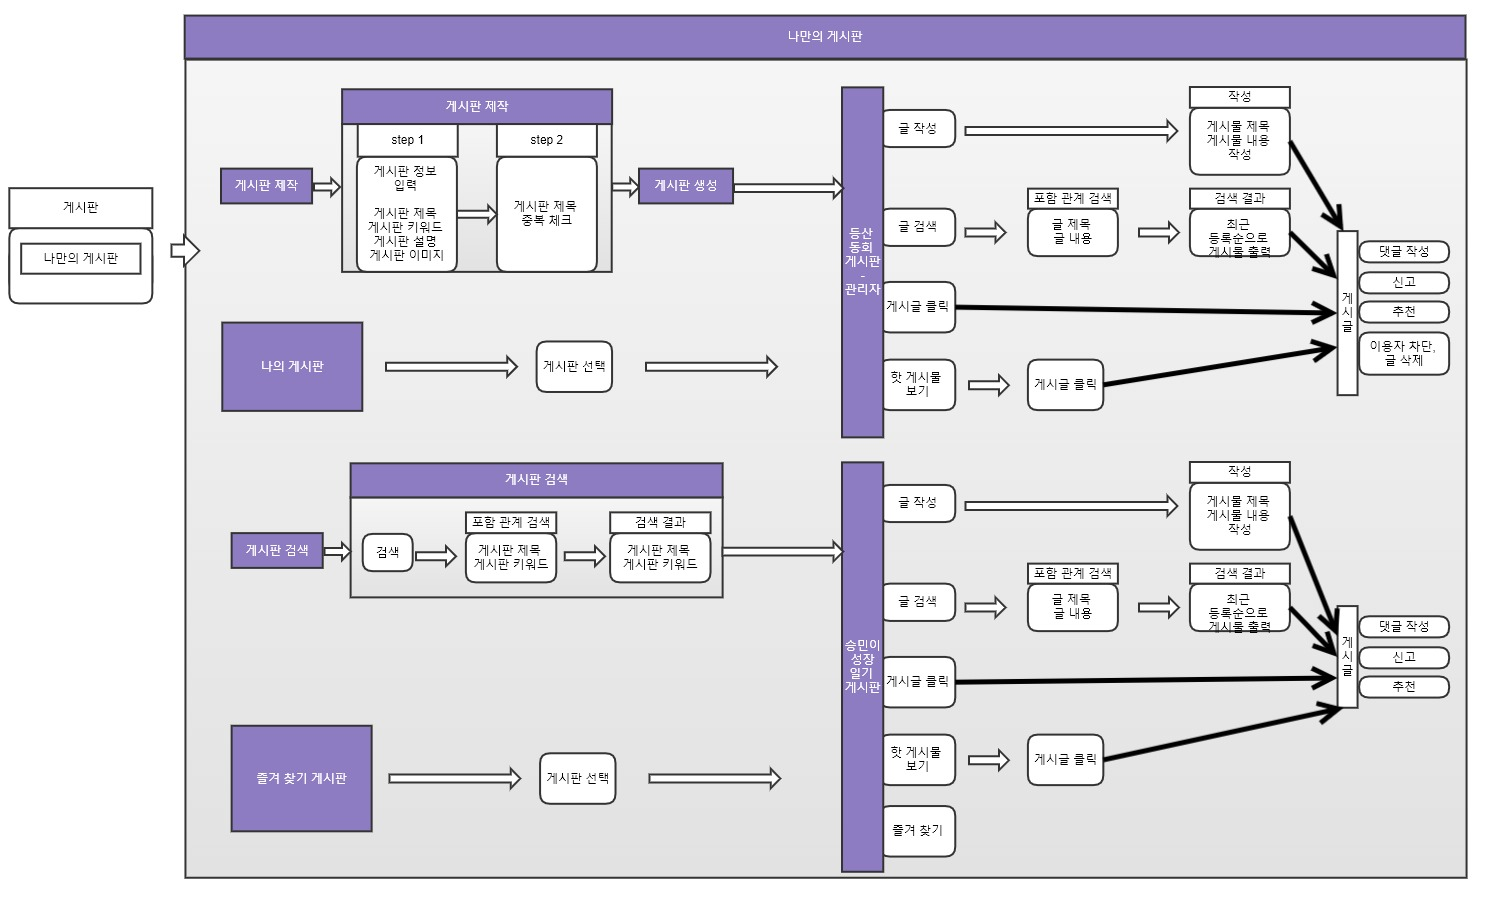 나만의 게시판
게시판
나만의 게시판
게시판 제작
게시판 제작
step 1
게시판 정보
입력
게시판 제목
게시판 키워드
게시판 설명
게시판 이미지
step 2
게시판 제목
중복 체크
게시판 생성
나의 게시판
게시판 선택
등산
동회
게시판
-
관리자
글 작성
작성
게시물 제목
게시물 내용
작성
글 검색
포함 관계 검색
글 제목
글 내용
검색 결과
최근
등록순으로
게시물 출력
게시글 클릭
핫 게시물
보기
게시글 클릭
게
시
글
댓글 작성
신고
추천
이용자 차단,
글 삭제
게시판 검색
게시판 검색
검색
포함 관계 검색
게시판 제목
게시판 키워드
검색 결과
게시판 제목
게시판 키워드
즐겨 찾기 게시판
게시판 선택
승민이
성장
일기
게시판
글 작성
작성
게시물 제목
게시물 내용
작성
글 검색
포함 관계 검색
글 제목
글 내용
검색 결과
최근
등록순으로
게시물 출력
게시글 클릭
핫 게시물
보기
게시글 클릭
즐겨 찾기
게
시
글
댓글 작성
신고
추천